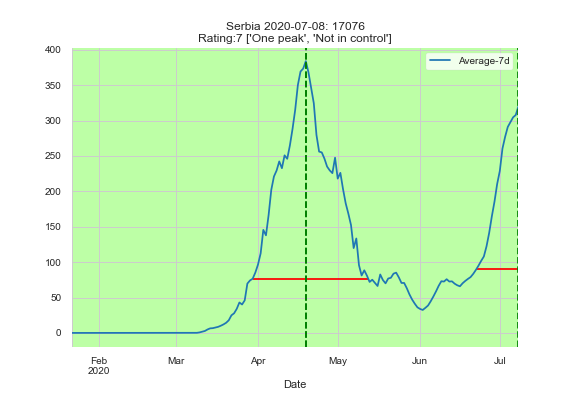 Serbia 2020-07-08: 17076
Rating:7 ['One peak', 'Not in control']
Average-7d
400
350
300
250
200
150
100
50
0
Feb
2020
Mar
Apr
May
Jun
Jul
Date